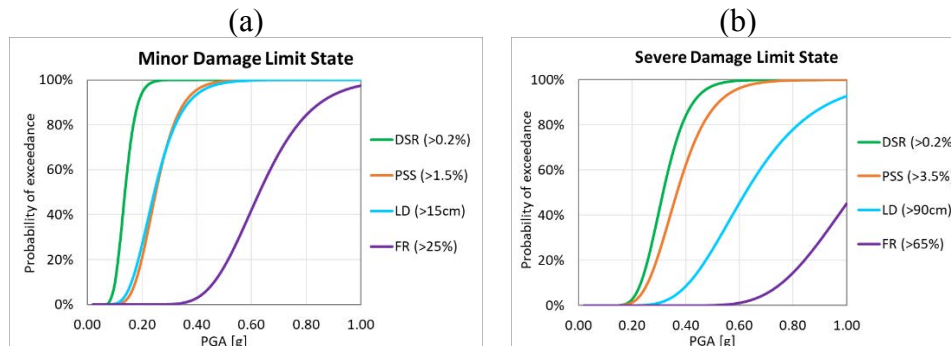 (a)
Minor Damage Limit State
100%
80%
60%
40%
20%
0%
Probability of exceedance
0.00 0.20 0.40 0.60 0.80 1.00
PGA [g]
DSR (>0.2%)
PSS (>1.5%)
LD (>15cm)
FR (>25%)
(b)
Severe Damage Limit State
100%
80%
60%
40%
20%
0%
Probability of exceedance
0.00 0.20 0.40 0.60 0.80 1.00
PGA [g]
DSR (>0.2%
PSS (>3.5%
LD (>90cm)
FR (>65%)